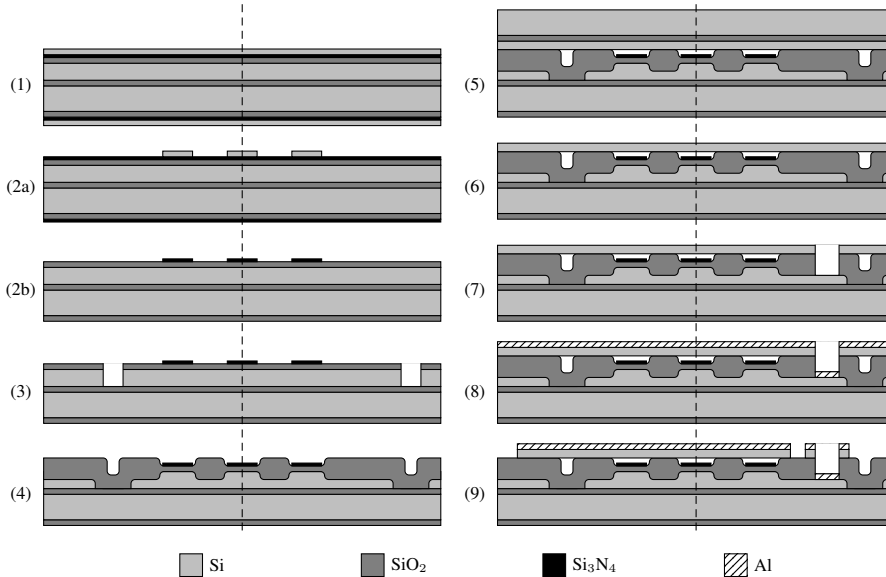 (1)
(2a)
(2b)
(3)
(4)
(5)
(6)
(7)
(8)
(9)
Si SiO₂ Si₃N₄ Al